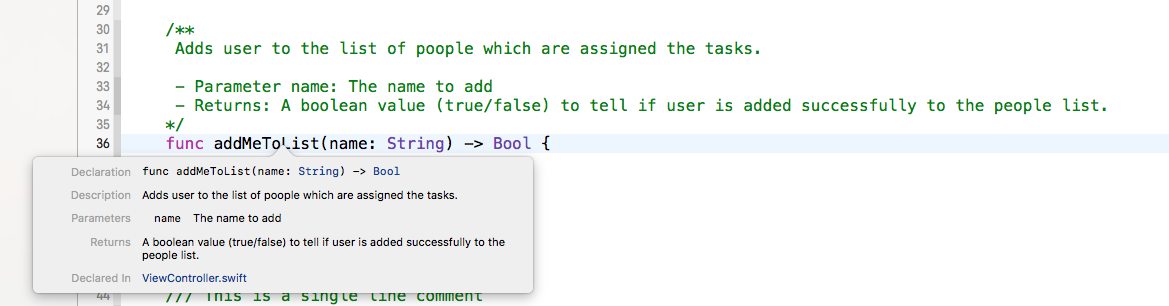 29
30 /**
31 Adds user to the list of poople which are assigned the tasks.
32
33 - Parameter name: The name to add
34 - Returns: A boolean value (true/false) to tell if user is added successfully to the people list.
35 */
36 func addMeToList(name: String) -> Bool {
Declaration func addMeToList(name: String) -> Bool
Description Adds user to the list of poople which are assigned the tasks.
Parameters name The name to add
Returns A boolean value (true/false) to tell if user is added successfully to the
people list.
Declared In ViewController.swift
44 /// This is a single line comment